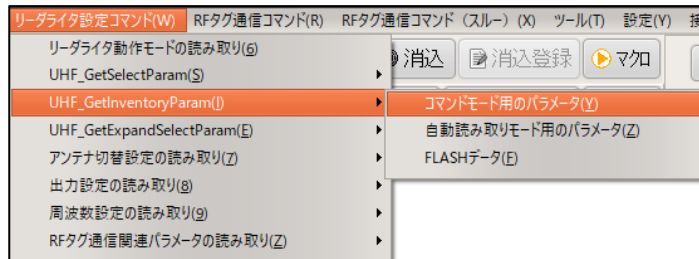 リーダライタ設定コマンド(W) RFタグ通信コマンド(R) RFタグ通信コマンド（スルー）(X) ツール(T) 設定(Y)
消込 消込登録 マクロ
リーダライタ動作モードの読み取り(6)
UHF_GetSelectParam(S)
UHF_GetInventoryParam(I) コマンドモード用のパラメータ(Y)
UHF_GetExpandSelectParam(E) 自動読み取りモード用のパラメータ(Z)
アンテナ切替設定の読み取り(7) FLASHデータ(F)
出力設定の読み取り(8)
周波数設定の読み取り(9)
RFタグ通信関連パラメータの読み取り(Z)